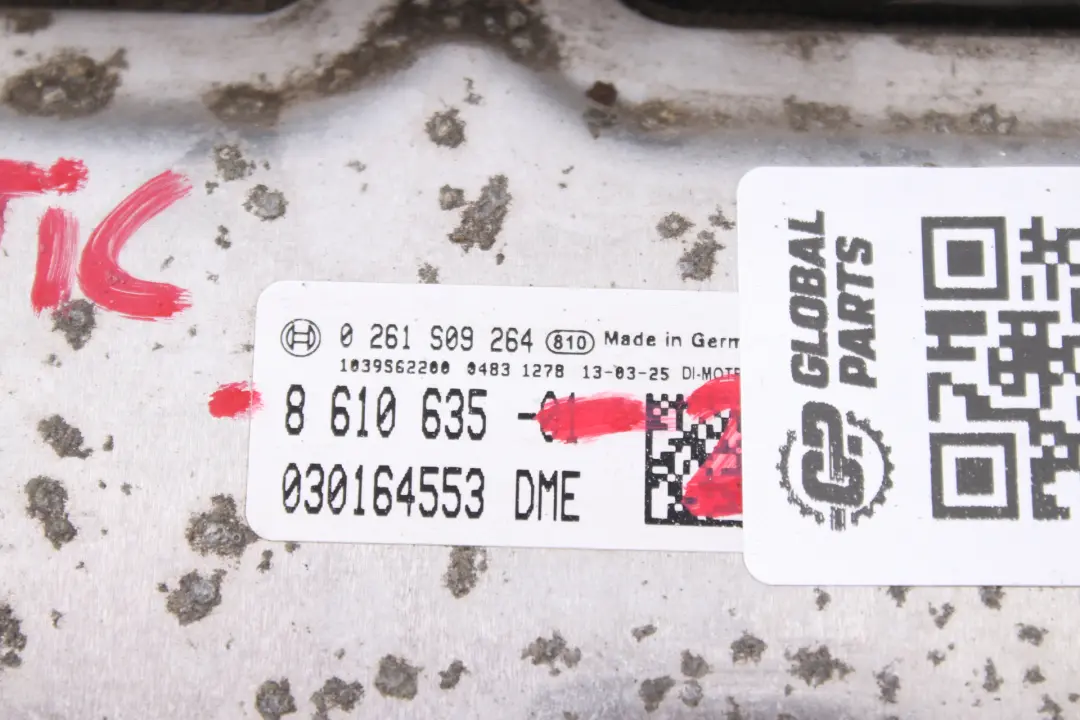 TIC
0 261 S09 264 810 Made in Germ
1039S62200 0483 1278 13-03-25 DI-MOT
8 610 635 -01
030164553 DME
GLOBAL
PARTS